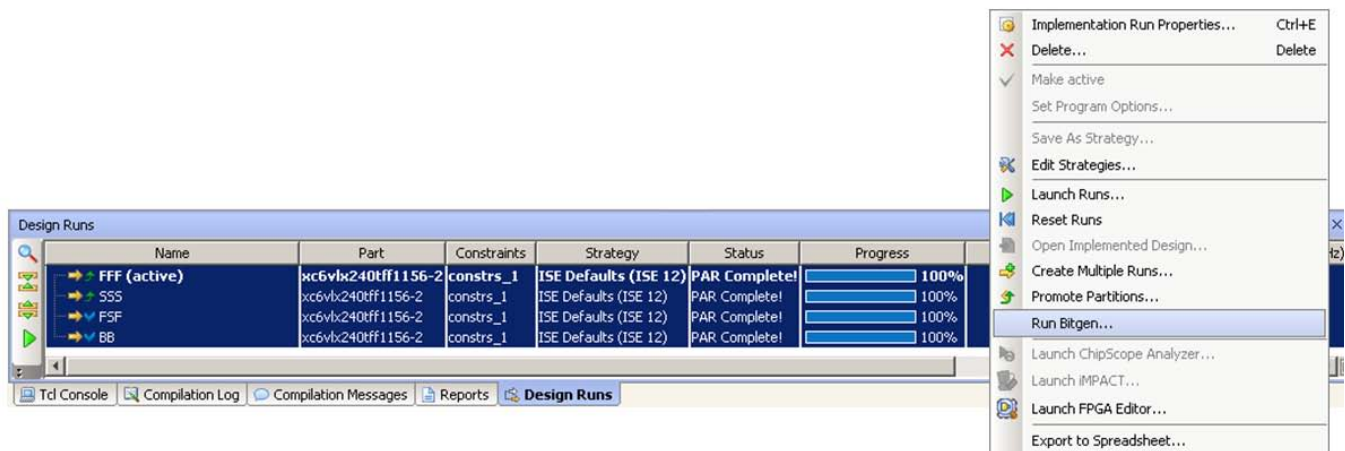 Implementation Run Properties... Ctrl+E
Delete... Delete
Make active
Set Program Options...
Save As Strategy...
Edit Strategies...
Launch Runs...
Reset Runs
Open Implemented Design...
Create Multiple Runs...
Promote Partitions...
Run Bitgen...
Launch ChipScope Analyzer...
Launch iMPACT...
Launch FPGA Editor...
Export to Spreadsheet...
Design Runs
Name Part Constraints Strategy Status Progress Hz)
FFF (active) xc6vlx240tff1156-2 constrs_1 ISE Defaults (ISE 12) PAR Complete! 100%
SSS xc6vlx240tff1156-2 constrs_1 ISE Defaults (ISE 12) PAR Complete! 100%
FSF xc6vlx240tff1156-2 constrs_1 ISE Defaults (ISE 12) PAR Complete! 100%
BB xc6vlx240tff1156-2 constrs_1 ISE Defaults (ISE 12) PAR Complete! 100%
Tcl Console Compilation Log Compilation Messages Reports Design Runs